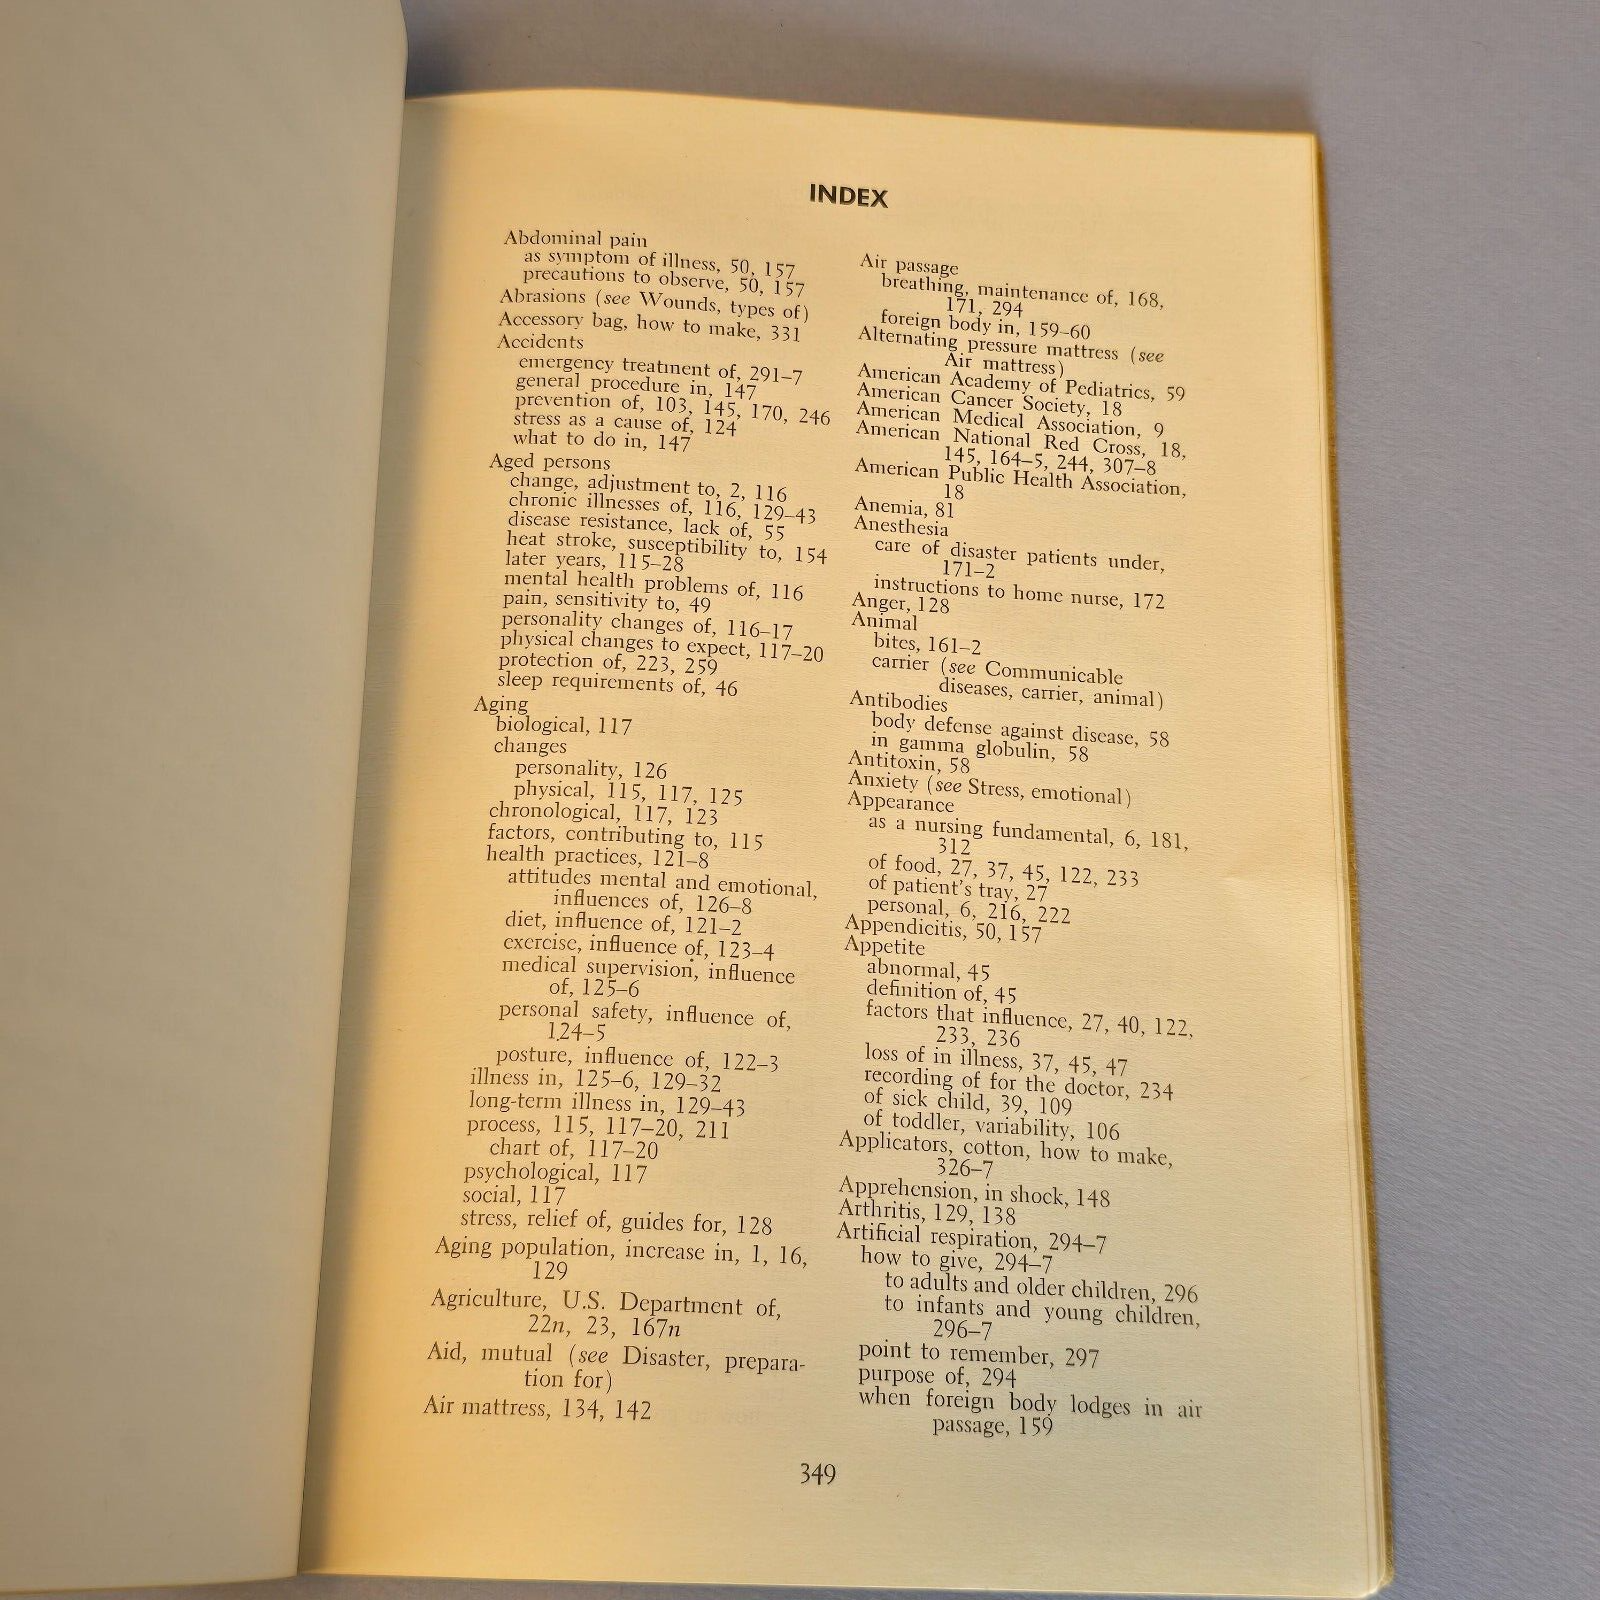 INDEX
Abdominal pain
as symptom of illness, 50, 157
precautions to observe, 50, 157
Abrasions (see Wounds, types of)
Accessory bag, how to make, 331
Accidents
emergency treatment of, 291–7
general procedure in, 147
prevention of, 103, 145, 170, 246
stress as a cause of, 124
what to do in, 147
Aged persons
change, adjustment to, 2, 116
chronic illnesses of, 116, 129–43
disease resistance, lack of, 55
heat stroke, susceptibility to, 154
later years, 115–28
mental health problems of, 116
pain, sensitivity to, 49
personality changes of, 116–17
physical changes to expect, 117–20
protection of, 223, 259
sleep requirements of, 46
Aging
biological, 117
changes
personality, 126
physical, 115, 117, 125
chronological, 117, 123
factors, contributing to, 115
health practices, 121–8
attitudes mental and emotional,
influences of, 126–8
diet, influence of, 121–2
exercise, influence of, 123–4
medical supervision, influence
of, 125–6
personal safety, influence of,
124–5
posture, influence of, 122–3
illness in, 125–6, 129–32
long-term illness in, 129–43
process, 115, 117–20, 211
chart of, 117–20
psychological, 117
social, 117
stress, relief of, guides for, 128
Aging population, increase in, 1, 16,
129
Agriculture, U.S. Department of,
22n, 23, 167n
Aid, mutual (see Disaster, prepara-
tion for)
Air mattress, 134, 142
Air passage
breathing, maintenance of, 168,
171, 294
foreign body in, 159–60
Alternating pressure mattress (see
Air mattress)
American Academy of Pediatrics, 59
American Cancer Society, 18
American Medical Association, 9
American National Red Cross, 18,
145, 164–5, 244, 307–8
American Public Health Association,
18
Anemia, 81
Anesthesia
care of disaster patients under,
171–2
instructions to home nurse, 172
Anger, 128
Animal
bites, 161–2
carrier (see Communicable
diseases, carrier, animal)
Antibodies
body defense against disease, 58
in gamma globulin, 58
Antitoxin, 58
Anxiety (see Stress, emotional)
Appearance
as a nursing fundamental, 6, 181,
312
of food, 27, 37, 45, 122, 233
of patient's tray, 27
personal, 6, 216, 222
Appendicitis, 50, 157
Appetite
abnormal, 45
definition of, 45
factors that influence, 27, 40, 122,
233, 236
loss of in illness, 37, 45, 47
recording of for the doctor, 234
of sick child, 39, 109
of toddler, variability, 106
Applicators, cotton, how to make,
326–7
Apprehension, in shock, 148
Arthritis, 129, 138
Artificial respiration, 294–7
how to give, 294–7
to adults and older children, 296
to infants and young children,
296–7
point to remember, 297
purpose of, 294
when foreign body lodges in air
passage, 159
349